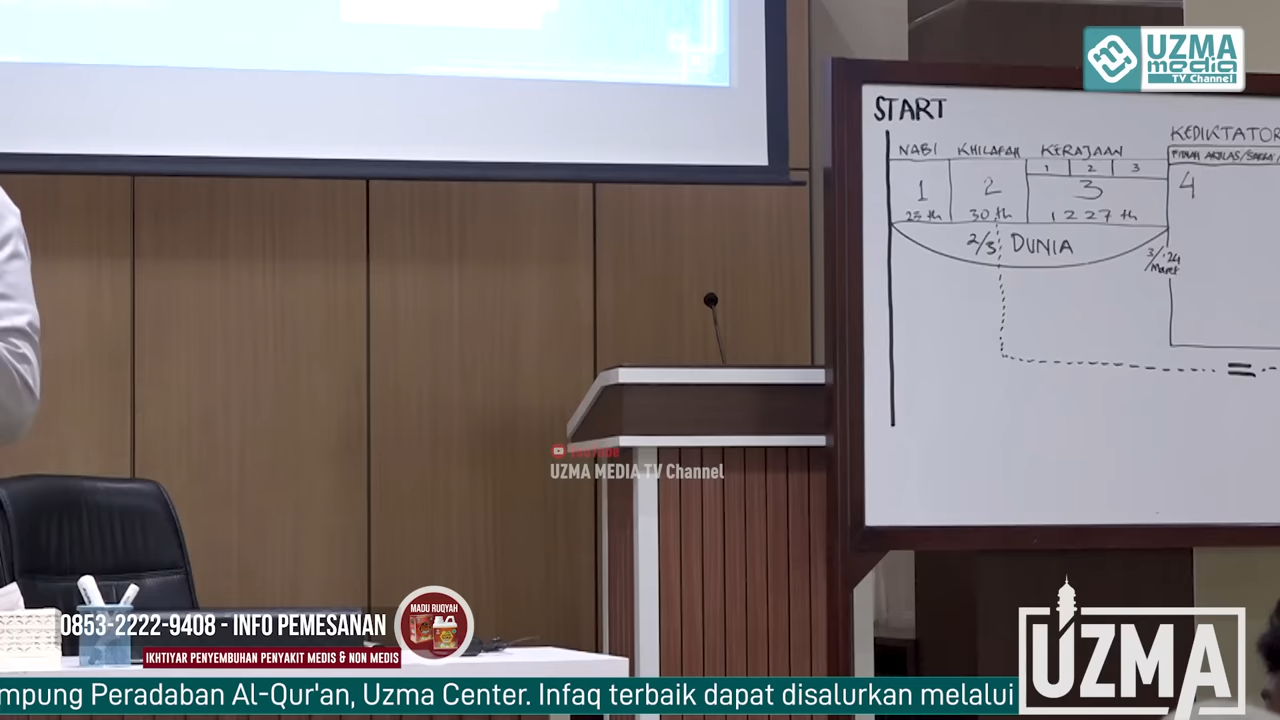 UZMA
media
TV Channel
START
KEDIKTATOR
NABI KHILAFAH KERAJAAN
1 2 3
1 2 3 4
23 th 30 th 1227 th
2/3 DUNIA
3/'24
Maret
=
YouTube
UZMA MEDIA TV Channel
0853-2222-9408 - INFO PEMESANAN
MADU RUQYAH
IKHTIYAR PENYEMBUHAN PENYAKIT MEDIS & NON MEDIS
UZMA
mpung Peradaban Al-Qur'an, Uzma Center. Infaq terbaik dapat disalurkan melalui